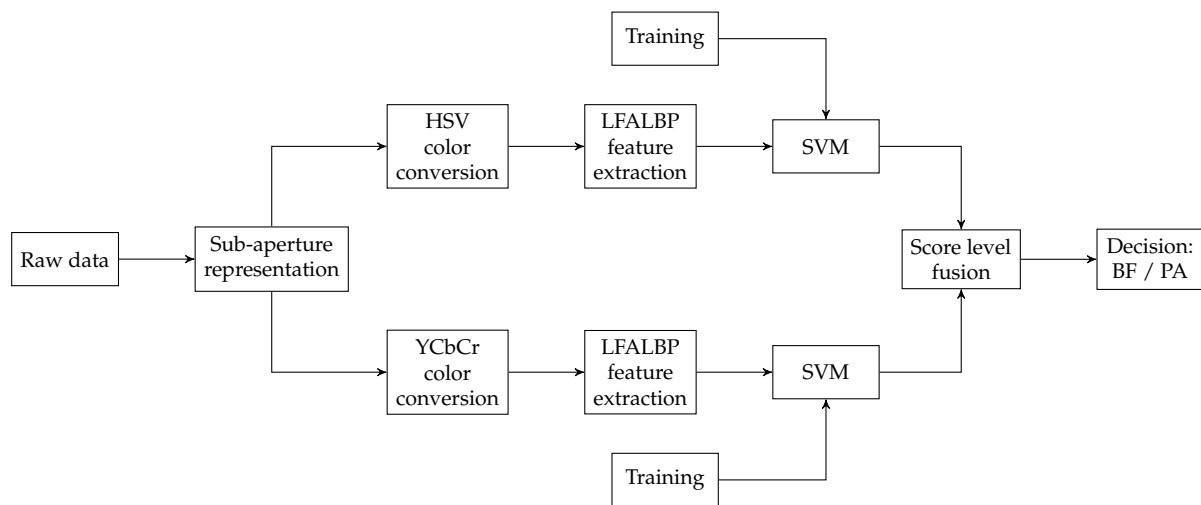 Training
HSV
color
conversion
LFALBP
feature
extraction
SVM
Raw data
Sub-aperture
representation
Score level
fusion
Decision:
BF / PA
YCbCr
color
conversion
LFALBP
feature
extraction
SVM
Training